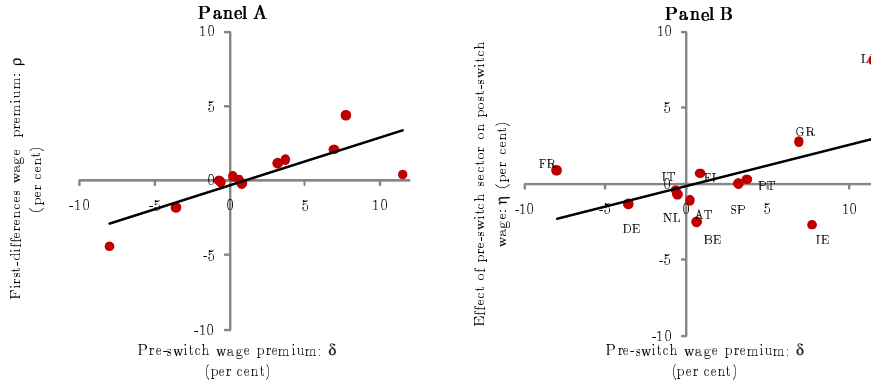 Panel A
10
5
0
-10
-5
0
5
10
-5
-10
First-differences wage premium: ρ
(per cent)
Pre-switch wage premium: δ
(per cent)
Panel B
10
5
0
-10
-5
0
5
10
-5
-10
Effect of pre-switch sector on post-switch
wage: η (per cent)
GR
FR
IT
FI
PT
SP
NL
AT
DE
BE
IE
Pre-switch wage premium: δ
(per cent)